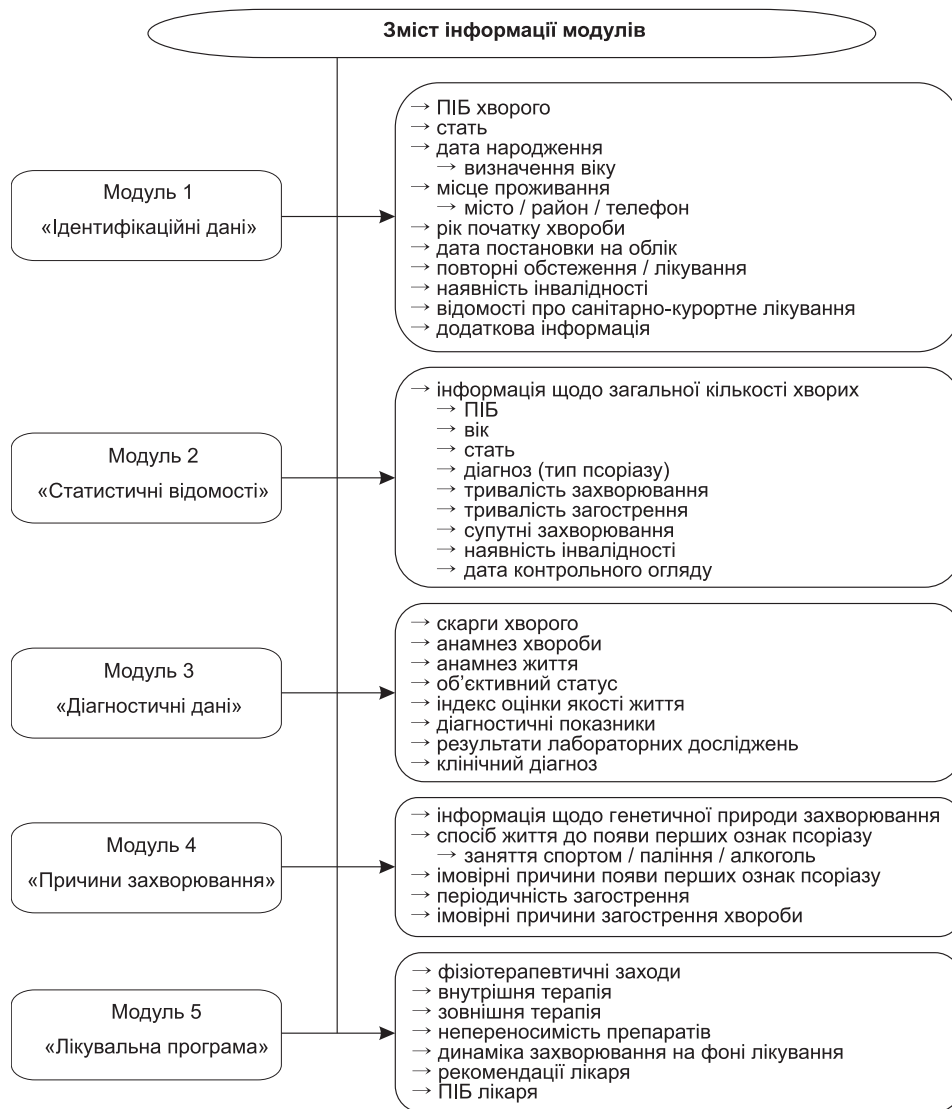 Зміст інформації модулів
Модуль 1
«Ідентифікаційні дані»
→ ПІБ хворого
→ стать
→ дата народження
→ визначення віку
→ місце проживання
→ місто / район / телефон
→ рік початку хвороби
→ дата постановки на облік
→ повторні обстеження / лікування
→ наявність інвалідності
→ відомості про санітарно-курортне лікування
→ додаткова інформація
Модуль 2
«Статистичні відомості»
→ інформація щодо загальної кількості хворих
→ ПІБ
→ вік
→ стать
→ діагноз (тип псоріазу)
→ тривалість захворювання
→ тривалість загострення
→ супутні захворювання
→ наявність інвалідності
→ дата контрольного огляду
Модуль 3
«Діагностичні дані»
→ скарги хворого
→ анамнез хвороби
→ анамнез життя
→ об’єктивний статус
→ індекс оцінки якості життя
→ діагностичні показники
→ результати лабораторних досліджень
→ клінічний діагноз
Модуль 4
«Причини захворювання»
→ інформація щодо генетичної природи захворювання
→ спосіб життя до появи перших ознак псоріазу
→ заняття спортом / паління / алкоголь
→ імовірні причини появи перших ознак псоріазу
→ періодичність загострення
→ імовірні причини загострення хвороби
Модуль 5
«Лікувальна програма»
→ фізіотерапевтичні заходи
→ внутрішня терапія
→ зовнішня терапія
→ непереносимість препаратів
→ динаміка захворювання на фоні лікування
→ рекомендації лікаря
→ ПІБ лікаря